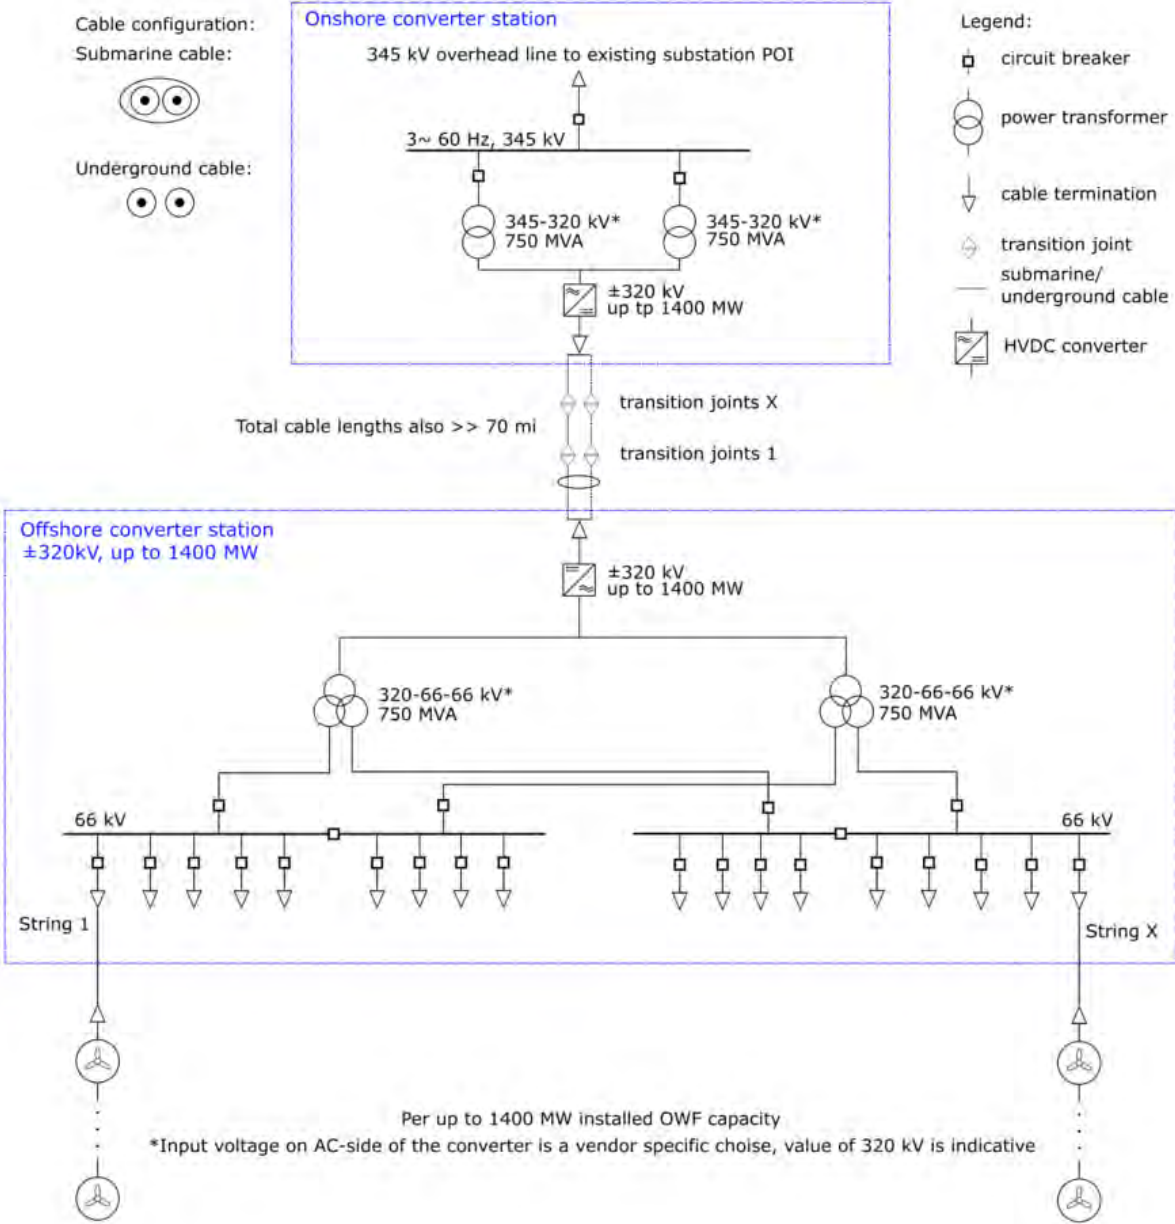 Cable configuration:
Submarine cable:
Underground cable:
Onshore converter station
345 kV overhead line to existing substation POI
3~ 60 Hz, 345 kV
345-320 kV*
750 MVA
345-320 kV*
750 MVA
±320 kV
up tp 1400 MW
Legend:
circuit breaker
power transformer
cable termination
transition joint
submarine/
underground cable
HVDC converter
transition joints X
Total cable lengths also >> 70 mi
transition joints 1
Offshore converter station
±320kV, up to 1400 MW
±320 kV
up to 1400 MW
320-66-66 kV*
750 MVA
320-66-66 kV*
750 MVA
66 kV
66 kV
String 1
String X
Per up to 1400 MW installed OWF capacity
*Input voltage on AC-side of the converter is a vendor specific choise, value of 320 kV is indicative